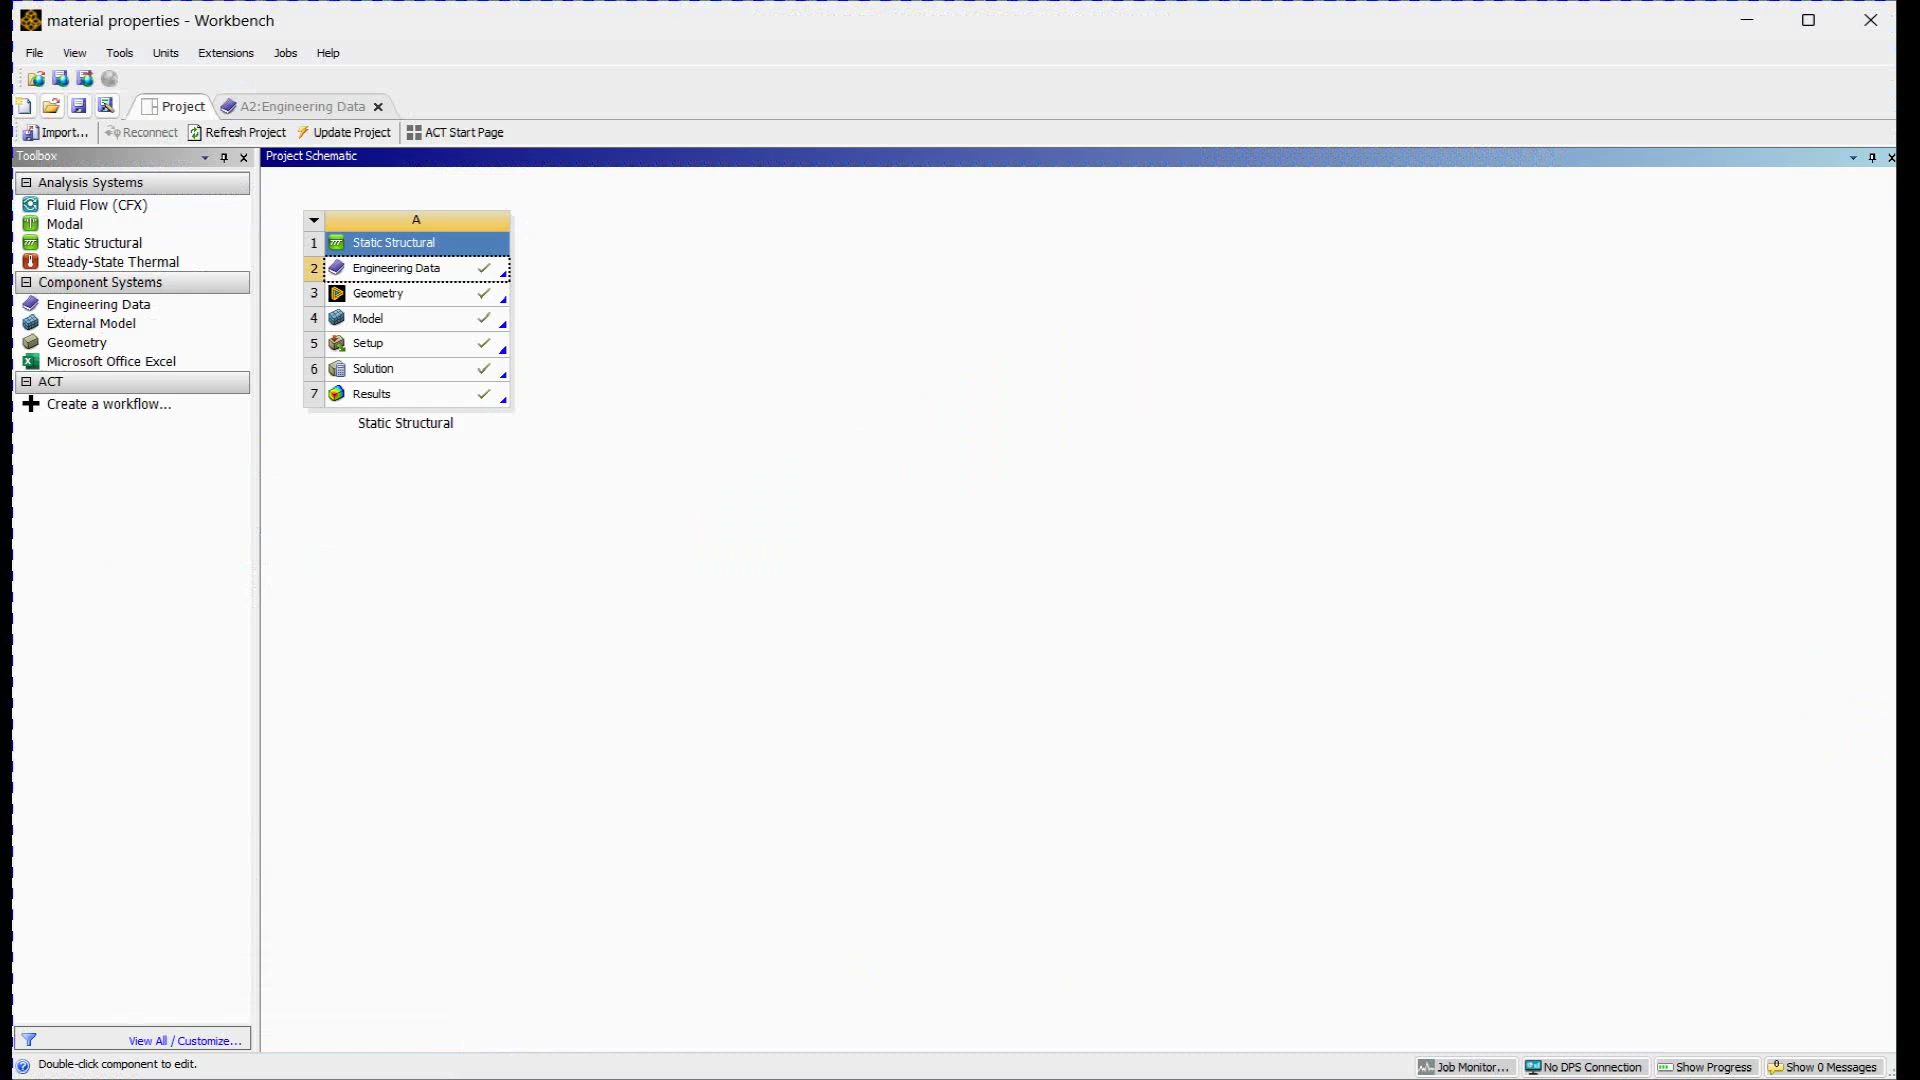 material properties - Workbench
File View Tools Units Extensions Jobs Help
Project A2:Engineering Data
Import... Reconnect Refresh Project Update Project ACT Start Page
Toolbox
Project Schematic
Analysis Systems
Fluid Flow (CFX)
Modal
Static Structural
Steady-State Thermal
Component Systems
Engineering Data
External Model
Geometry
Microsoft Office Excel
ACT
Create a workflow...
A
1 Static Structural
2 Engineering Data
3 Geometry
4 Model
5 Setup
6 Solution
7 Results
Static Structural
View All / Customize...
Double-click component to edit.
Job Monitor... No DPS Connection Show Progress Show 0 Messages